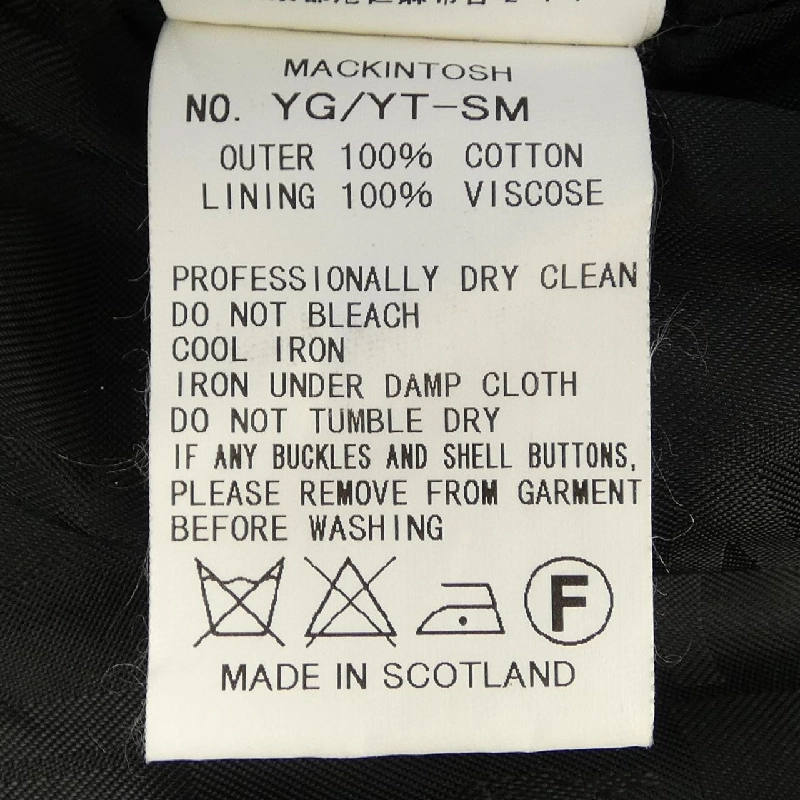 MACKINTOSH
NO. YG/YT-SM
OUTER 100% COTTON
LINING 100% VISCOSE
PROFESSIONALLY DRY CLEAN
DO NOT BLEACH
COOL IRON
IRON UNDER DAMP CLOTH
DO NOT TUMBLE DRY
IF ANY BUCKLES AND SHELL BUTTONS,
PLEASE REMOVE FROM GARMENT
BEFORE WASHING
F
MADE IN SCOTLAND